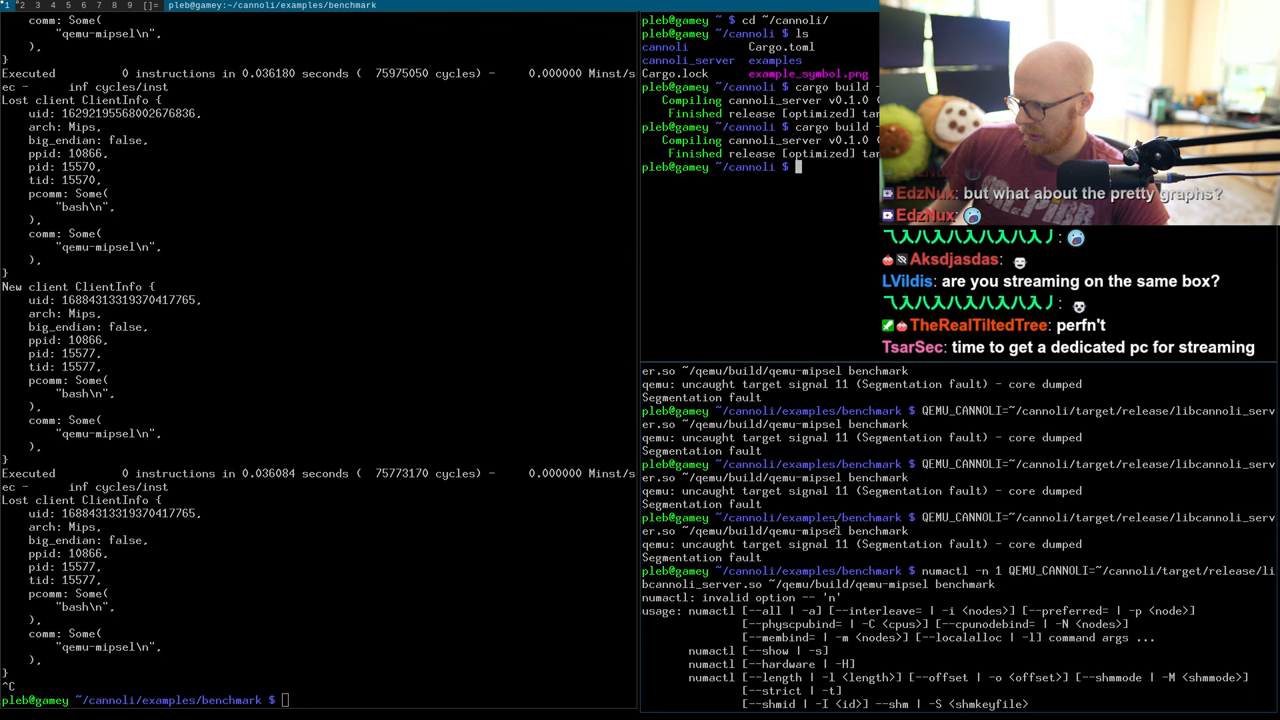 1 2 3 4 5 6 7 8 9 []= pleb@gamey:~/cannoli/examples/benchmark
comm: Some(
"qemu-mipsel\n",
),
}
Executed 0 instructions in 0.036180 seconds ( 75975050 cycles) - 0.000000 Minst/s
ec - inf cycles/inst
Lost client ClientInfo {
uid: 16292195568002676836,
arch: Mips,
big_endian: false,
ppid: 10866,
pid: 15570,
tid: 15570,
pcomm: Some(
"bash\n",
),
comm: Some(
"qemu-mipsel\n",
),
}
New client ClientInfo {
uid: 16884313319370417765,
arch: Mips,
big_endian: false,
ppid: 10866,
pid: 15577,
tid: 15577,
pcomm: Some(
"bash\n",
),
comm: Some(
"qemu-mipsel\n",
),
}
Executed 0 instructions in 0.036084 seconds ( 75773170 cycles) - 0.000000 Minst/s
ec - inf cycles/inst
Lost client ClientInfo {
uid: 16884313319370417765,
arch: Mips,
big_endian: false,
ppid: 10866,
pid: 15577,
tid: 15577,
pcomm: Some(
"bash\n",
),
comm: Some(
"qemu-mipsel\n",
),
}
^C
pleb@gamey ~/cannoli/examples/benchmark $
pleb@gamey ~ $ cd ~/cannoli/
pleb@gamey ~/cannoli $ ls
cannoli Cargo.toml
cannoli_server examples
Cargo.lock example_symbol.png
pleb@gamey ~/cannoli $ cargo build -
Compiling cannoli_server v0.1.0 (
Finished release [optimized] tar
pleb@gamey ~/cannoli $ cargo build -
Compiling cannoli_server v0.1.0 (
Finished release [optimized] tar
pleb@gamey ~/cannoli $
EdzNux: but what about the pretty graphs?
EdzNux:
Aksdjasdas:
LVildis: are you streaming on the same box?
TheRealTiltedTree: perfn't
TsarSec: time to get a dedicated pc for streaming
er.so ~/qemu/build/qemu-mipsel benchmark
qemu: uncaught target signal 11 (Segmentation fault) - core dumped
Segmentation fault
pleb@gamey ~/cannoli/examples/benchmark $ QEMU_CANNOLI=~/cannoli/target/release/libcannoli_serv
er.so ~/qemu/build/qemu-mipsel benchmark
qemu: uncaught target signal 11 (Segmentation fault) - core dumped
Segmentation fault
pleb@gamey ~/cannoli/examples/benchmark $ QEMU_CANNOLI=~/cannoli/target/release/libcannoli_serv
er.so ~/qemu/build/qemu-mipsel benchmark
qemu: uncaught target signal 11 (Segmentation fault) - core dumped
Segmentation fault
pleb@gamey ~/cannoli/examples/benchmark $ QEMU_CANNOLI=~/cannoli/target/release/libcannoli_serv
er.so ~/qemu/build/qemu-mipsel benchmark
qemu: uncaught target signal 11 (Segmentation fault) - core dumped
Segmentation fault
pleb@gamey ~/cannoli/examples/benchmark $ numactl -n 1 QEMU_CANNOLI=~/cannoli/target/release/li
bcannoli_server.so ~/qemu/build/qemu-mipsel benchmark
numactl: invalid option -- 'n'
usage: numactl [--all | -a] [--interleave= | -i <nodes>] [--preferred= | -p <node>]
[--physcpubind= | -C <cpus>] [--cpunodebind= | -N <nodes>]
[--membind= | -m <nodes>] [--localalloc | -l] command args ...
numactl [--show | -s]
numactl [--hardware | -H]
numactl [--length | -l <length>] [--offset | -o <offset>] [--shmmode | -M <shmmode>]
[--strict | -t]
[--shmid | -I <id>] --shm | -S <shmkeyfile>